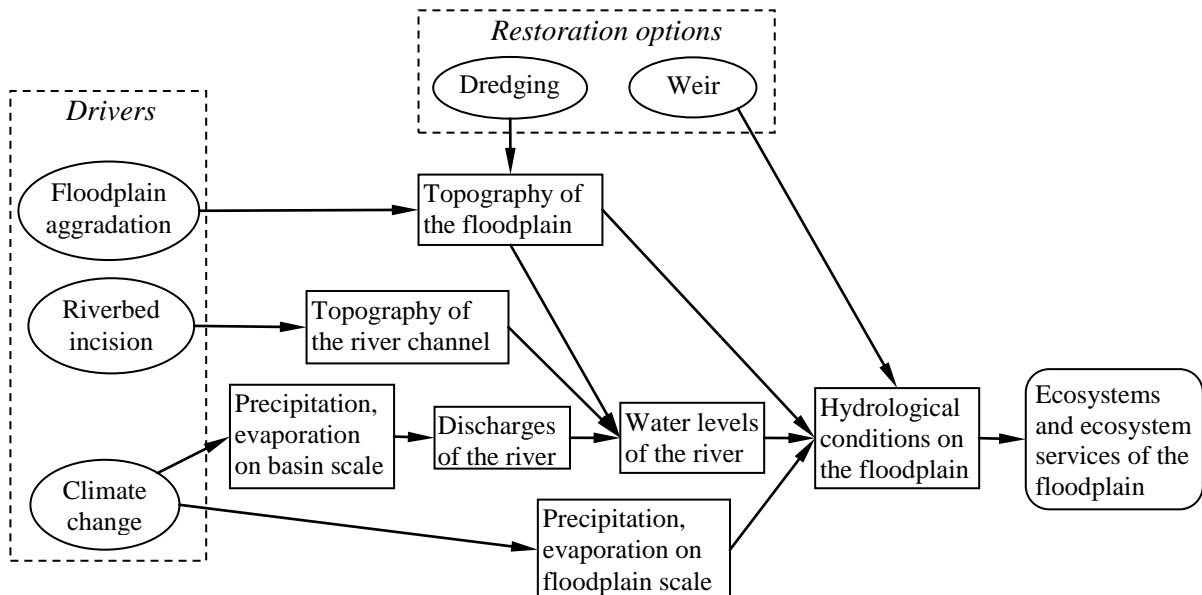 Restoration options
Dredging
Weir
Drivers
Floodplain
aggradation
Topography of
the floodplain
Riverbed
incision
Topography of
the river channel
Precipitation,
evaporation
on basin scale
Discharges
of the river
Water levels
of the river
Hydrological
conditions on
the floodplain
Ecosystems
and ecosystem
services of the
floodplain
Climate
change
Precipitation,
evaporation on
floodplain scale